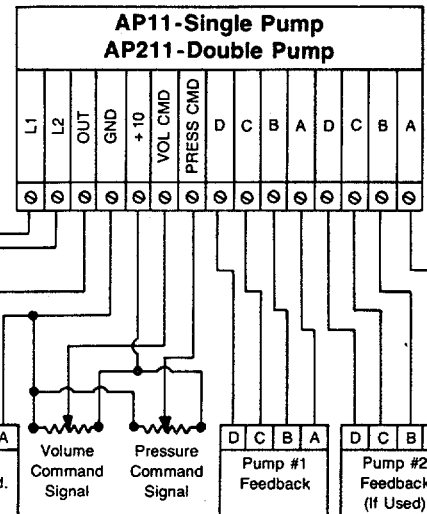 AP11-Single Pump
AP211-Double Pump
L1 L2 OUT GND +10 VOL CMD PRESS CMD D C B A D C B A
A D C B A D C B
d. Volume Command Signal
Pressure Command Signal
Pump #1 Feedback
Pump #2 Feedback (If Used)